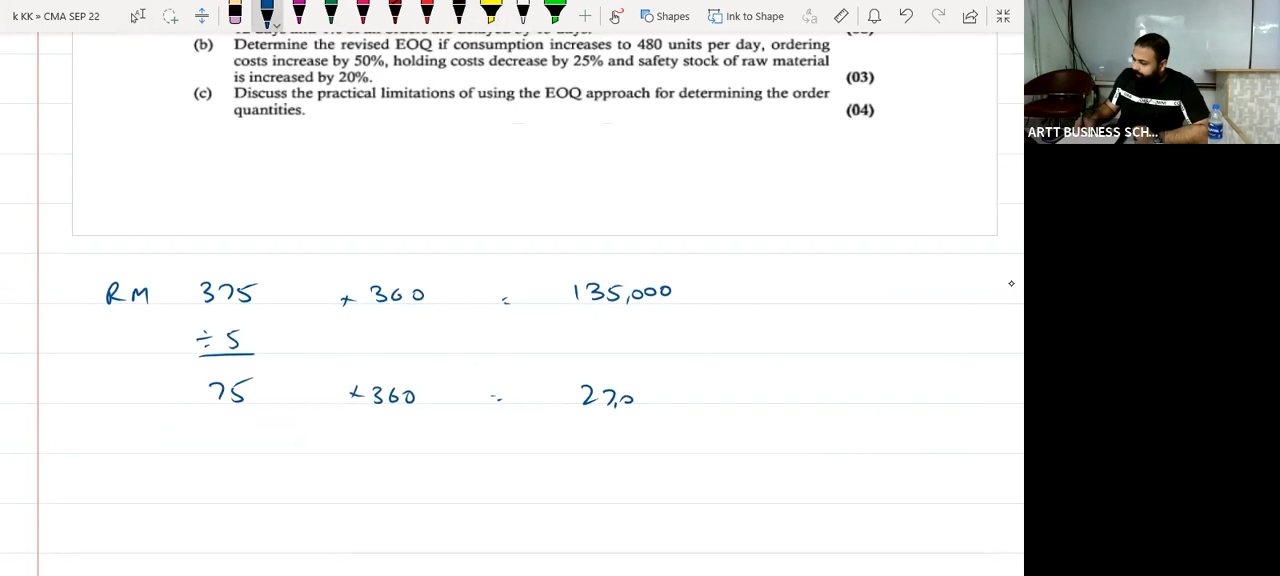 k KK » CMA SEP 22
Shapes
Ink to Shape
(b) Determine the revised EOQ if consumption increases to 480 units per day, ordering
costs increase by 50%, holding costs decrease by 25% and safety stock of raw material
is increased by 20%. (03)
(c) Discuss the practical limitations of using the EOQ approach for determining the order
quantities. (04)
ARTT BUSINESS SCH...
RM 375 × 360 = 135,000
÷ 5
75 × 360 = 27,0